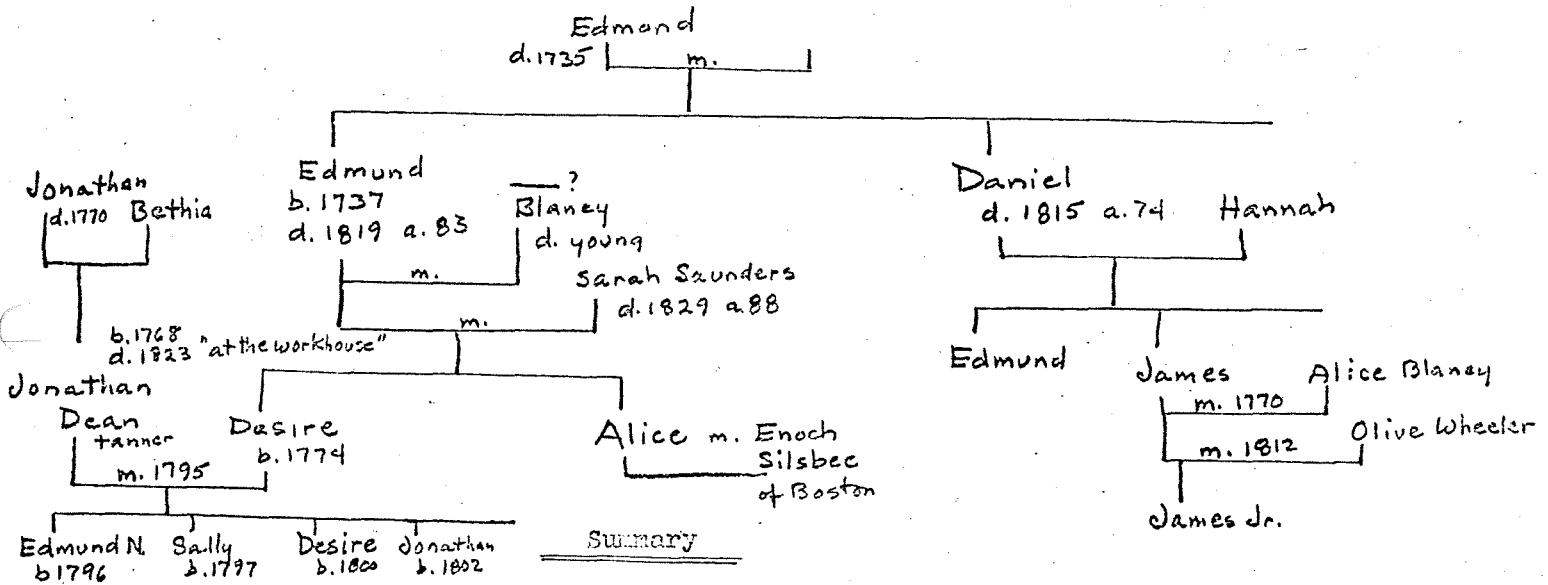 Edmund
d. 1735 m.
Jonathan
d. 1770 Bethia
Edmund
b. 1737
d. 1819 a. 83
— ?
Blaney
d. young
m.
Sarah Saunders
d. 1829 a. 88
m.
Daniel
d. 1815 a. 74 Hannah
b. 1768
d. 1823 "at the workhouse"
Jonathan
Dean
tanner
Desire
b. 1774
m. 1795
Alice m. Enoch
Silsbee
of Boston
Edmund
James
Alice Blaney
m. 1770
Olive Wheeler
m. 1812
James Jr.
Edmund N.
b 1796
Sally
b. 1797
Desire
b. 1800
Jonathan
b. 1802
Summary